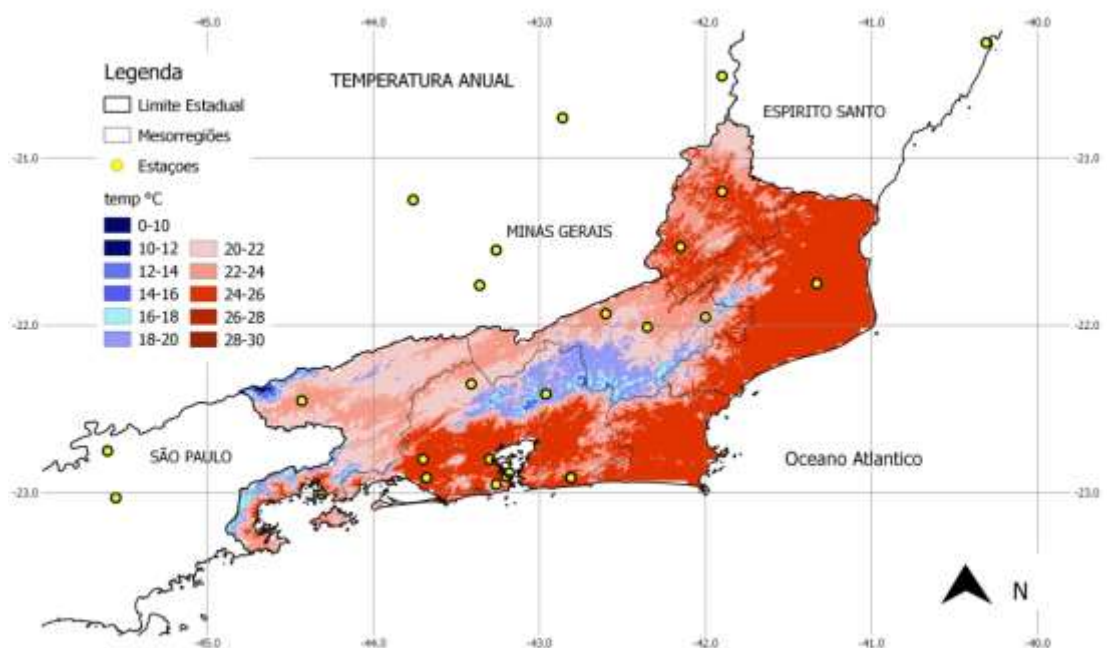 -45.0 -44.0 -43.0 -42.0 -41.0 -40.0
Legenda
TEMPERATURA ANUAL
Limite Estadual
ESPIRITO SANTO
Mesorregiões
-21.0 -21.0
Estaçoes
temp °C
0-10
10-12 20-22
MINAS GERAIS
12-14 22-24
14-16 24-26
16-18 26-28
-22.0 -22.0
18-20 28-30
SÃO PAULO
Oceano Atlantico
-23.0 -23.0
N
-45.0 -44.0 -43.0 -42.0 -41.0 -40.0